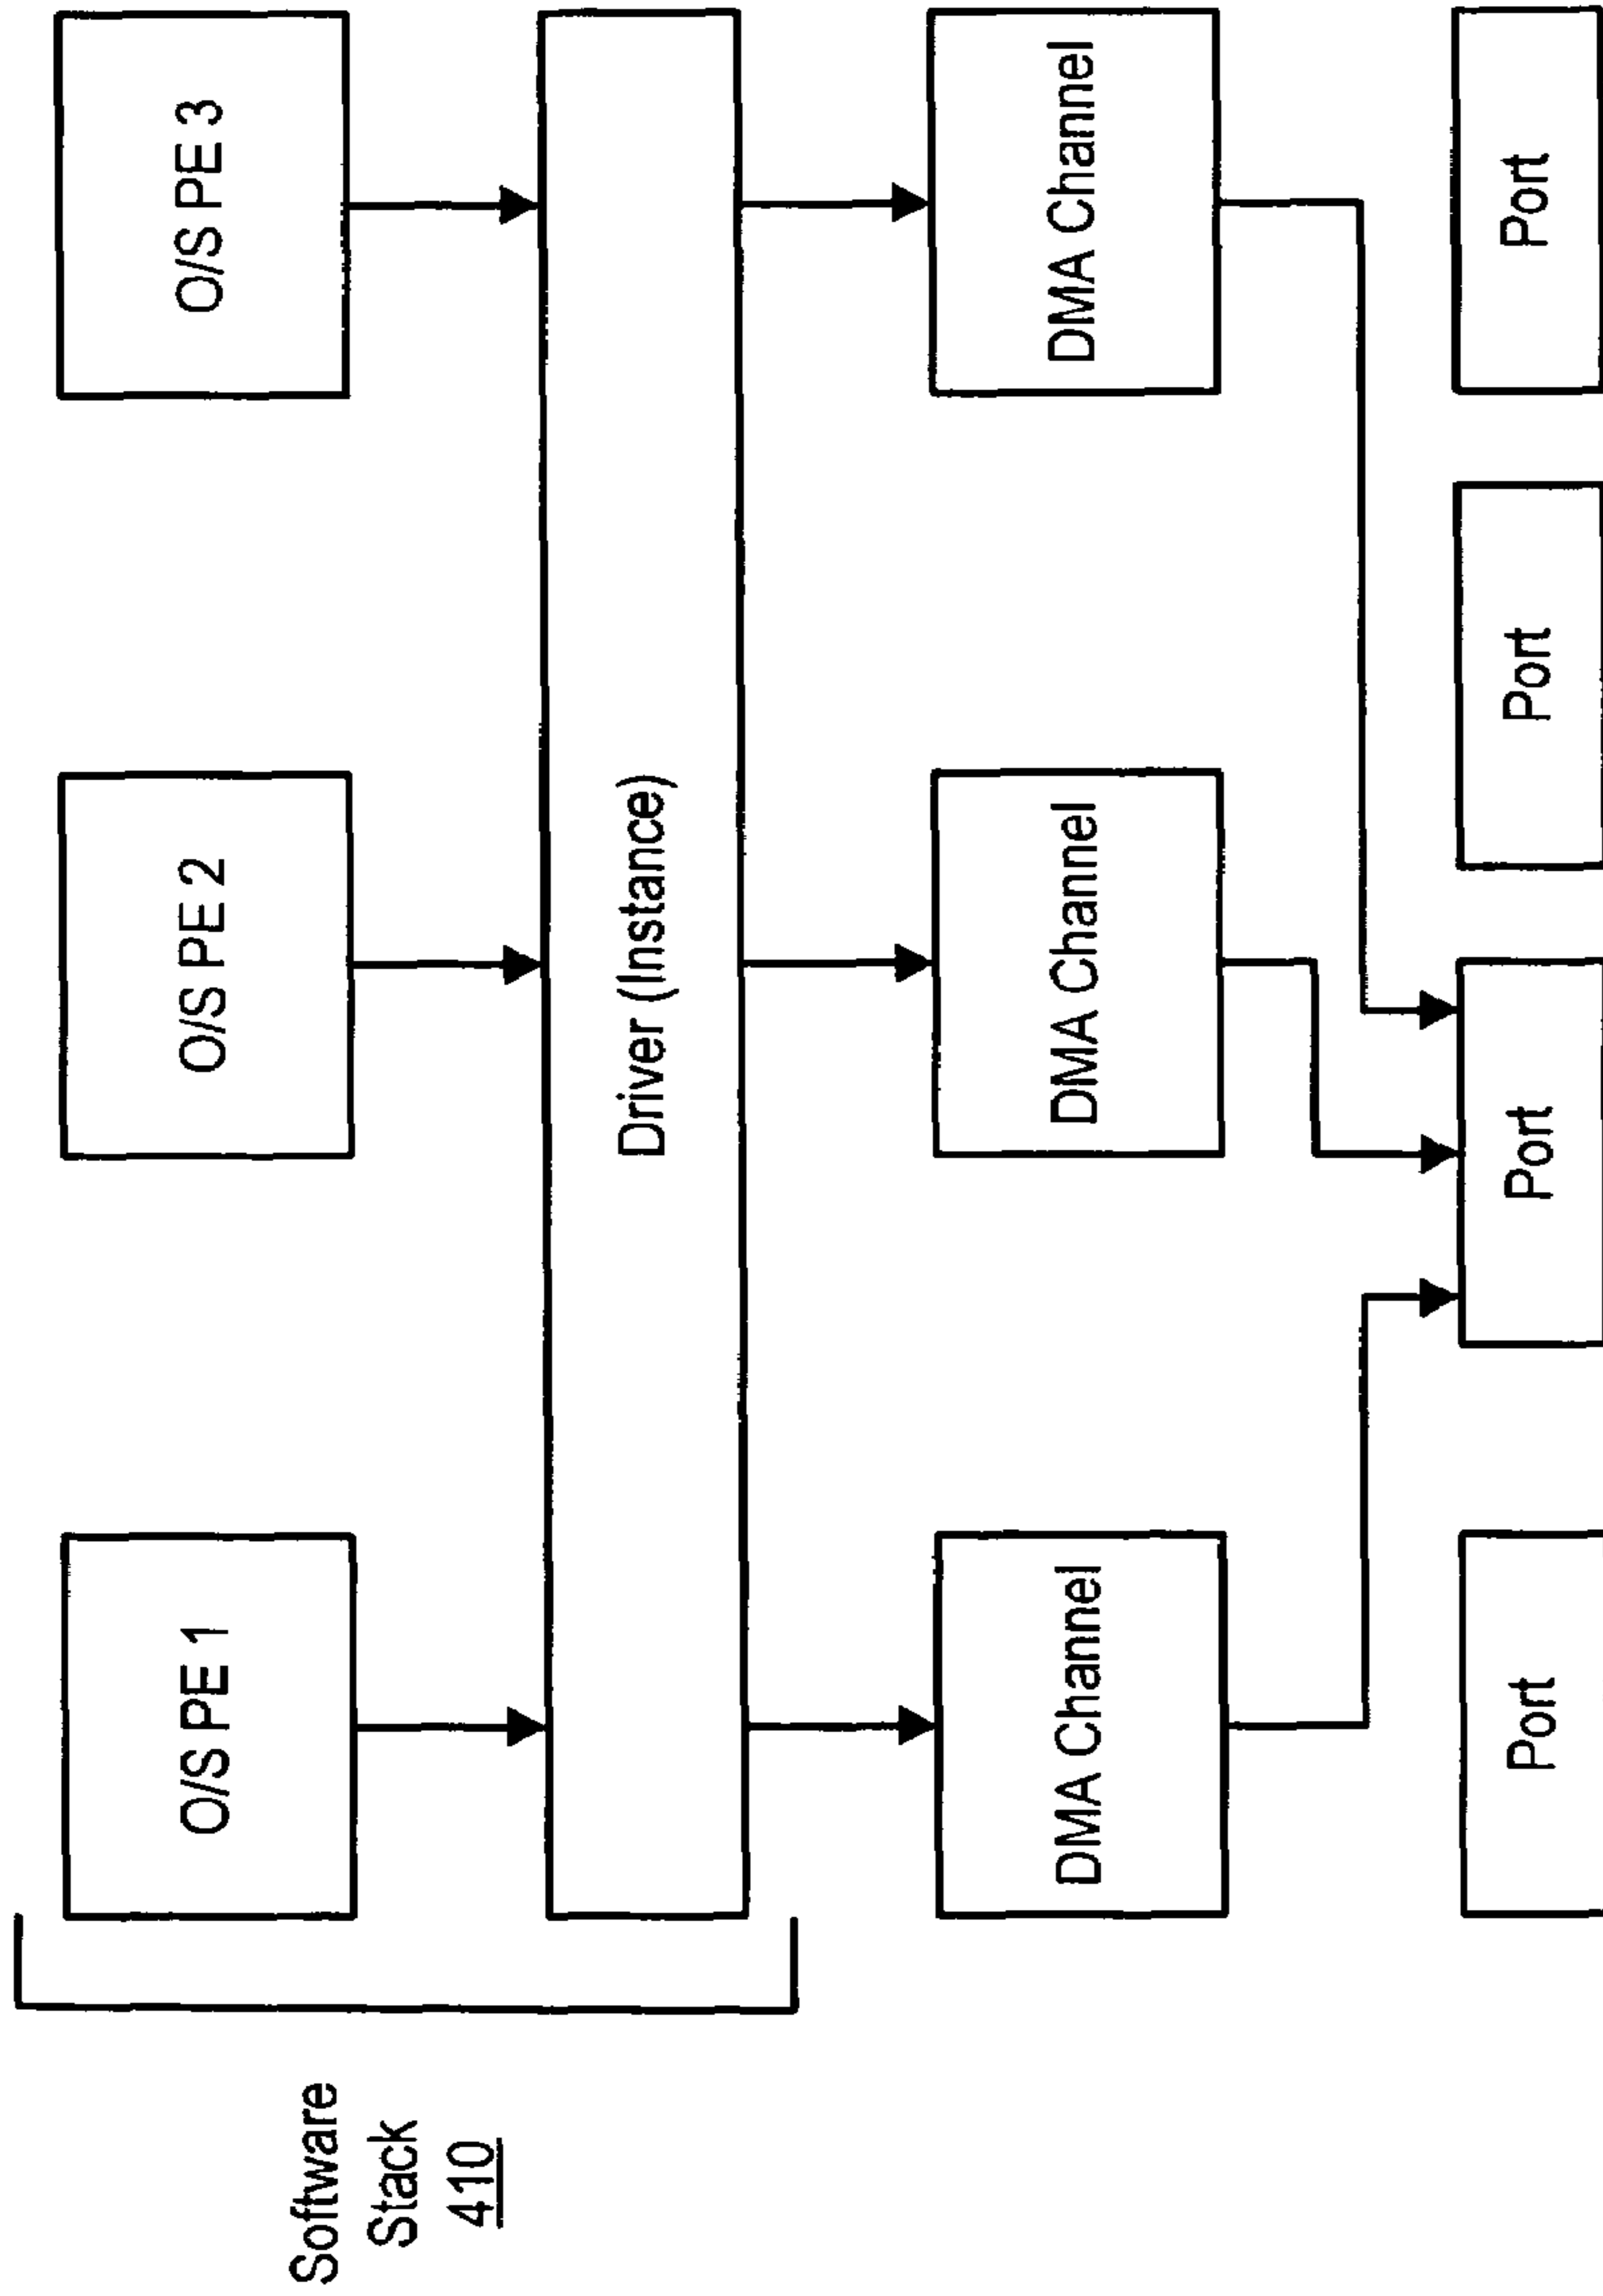 Software
Stack
410
O/S PE 1
O/S PE 2
O/S PE 3
Driver (Instance)
DMA Channel
DMA Channel
DMA Channel
Port
Port
Port
Port